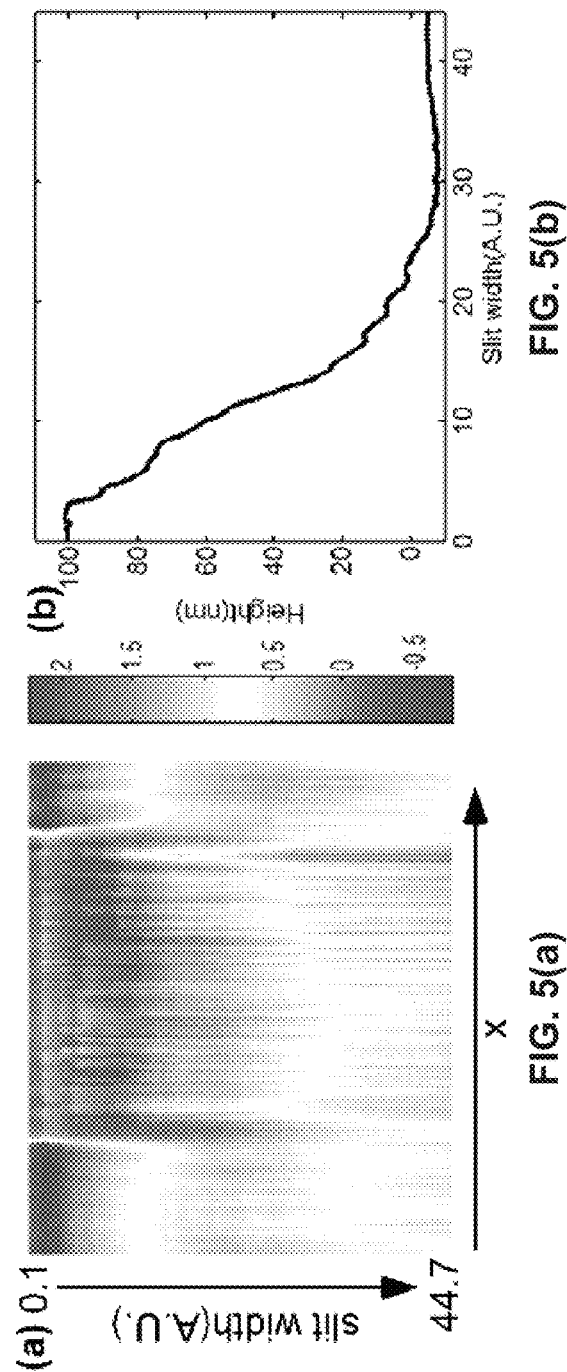 (a) 0.1
slit width(A.U.)
44.7
X
FIG. 5(a)
2
1.5
1
0.5
0
-0.5
(b)
100
80
60
40
20
0
Height(nm)
0
10
20
30
40
Slit width(A.U.)
FIG. 5(b)